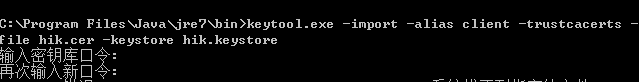 C:\Program Files\Java\jre7\bin>keytool.exe -import -alias client -trustcacerts -
file hik.cer -keystore hik.keystore
输入密钥库口令:
再次输入新口令: